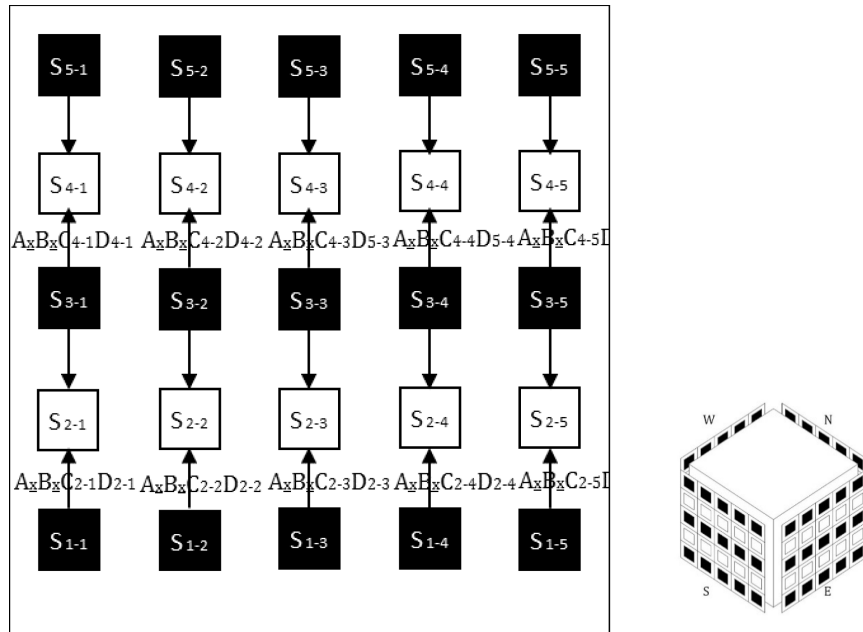 S5-1 S5-2 S5-3 S5-4 S5-5
S4-1 S4-2 S4-3 S4-4 S4-5
AxBxC4-1D4-1 AxBxC4-2D4-2 AxBxC4-3D5-3 AxBxC4-4D5-4 AxBxC4-5D
S3-1 S3-2 S3-3 S3-4 S3-5
S2-1 S2-2 S2-3 S2-4 S2-5
AxBxC2-1D2-1 AxBxC2-2D2-2 AxBxC2-3D2-3 AxBxC2-4D2-4 AxBxC2-5D
S1-1 S1-2 S1-3 S1-4 S1-5
W N
S E